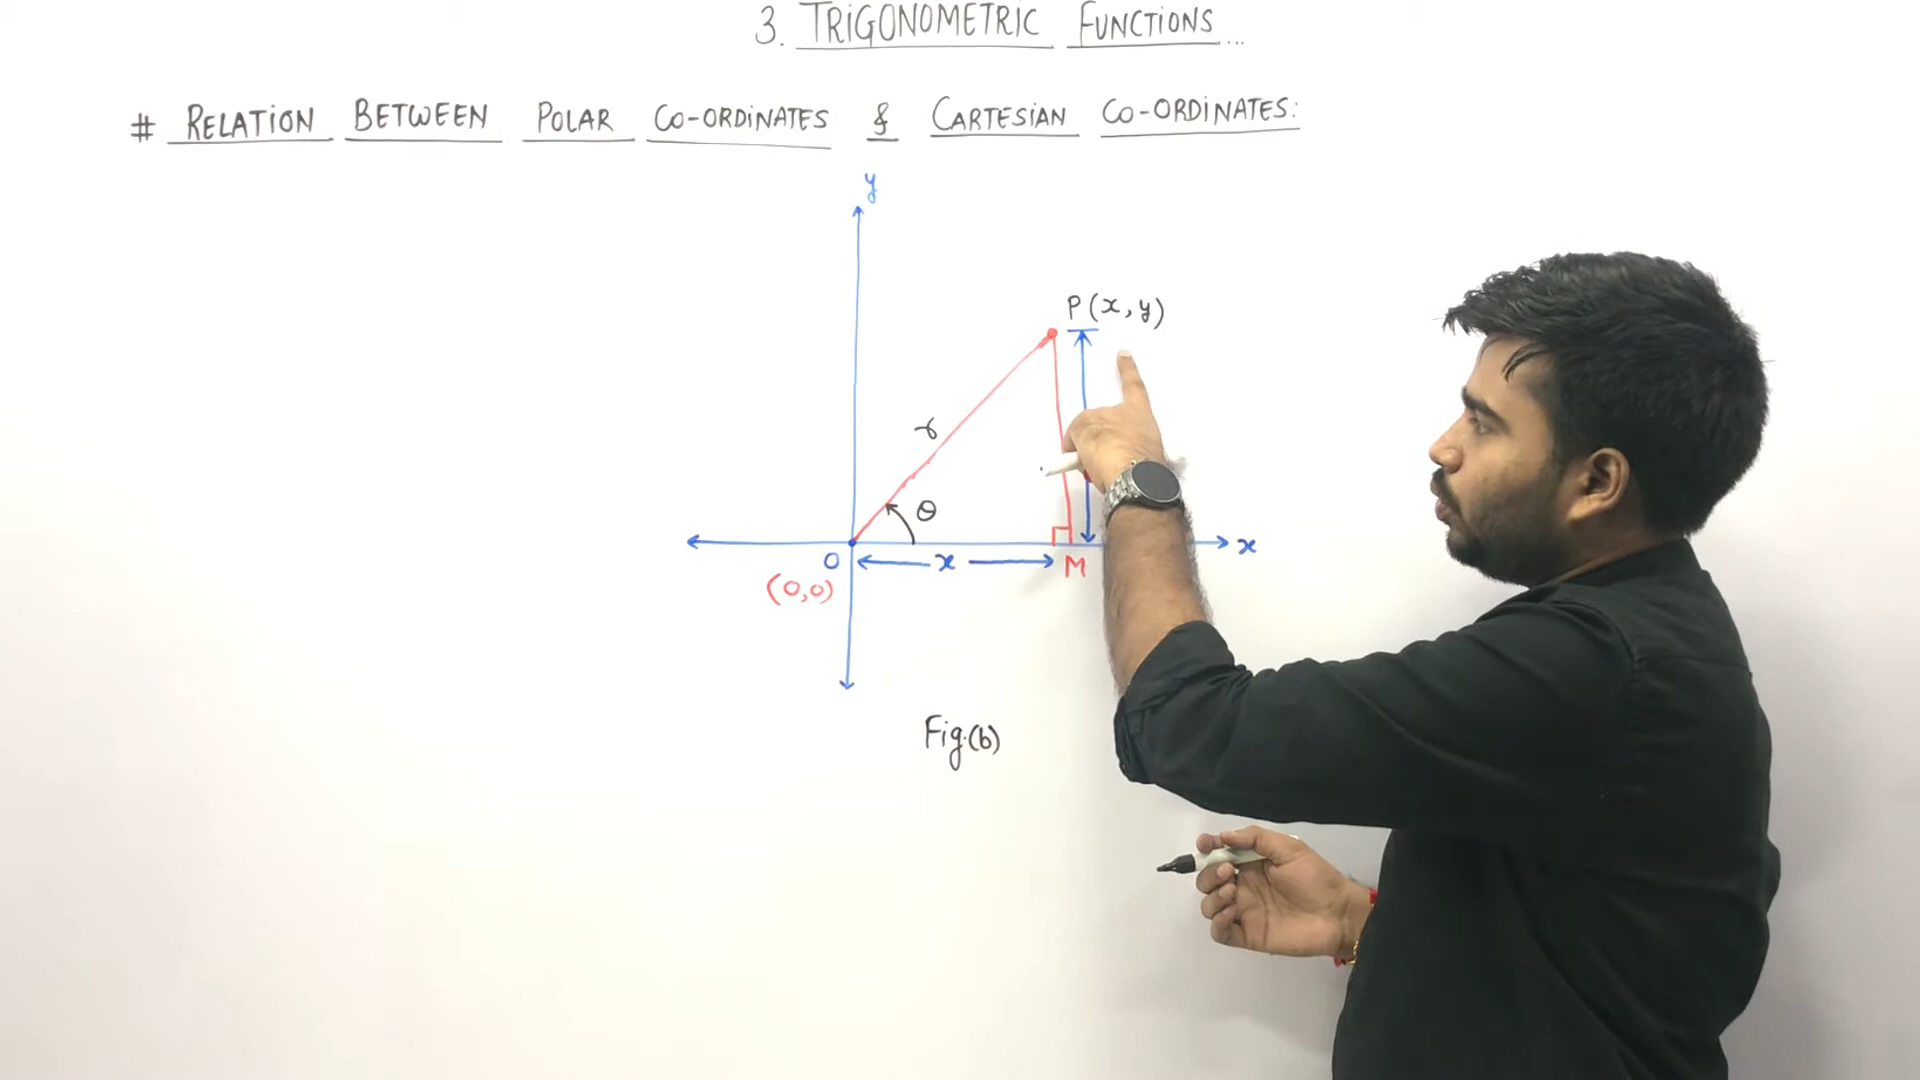 3. TRIGONOMETRIC FUNCTIONS...
# RELATION BETWEEN POLAR CO-ORDINATES & CARTESIAN CO-ORDINATES:
y
P(x,y)
r
θ
x
O
x
M
(0,0)
Fig.(b)